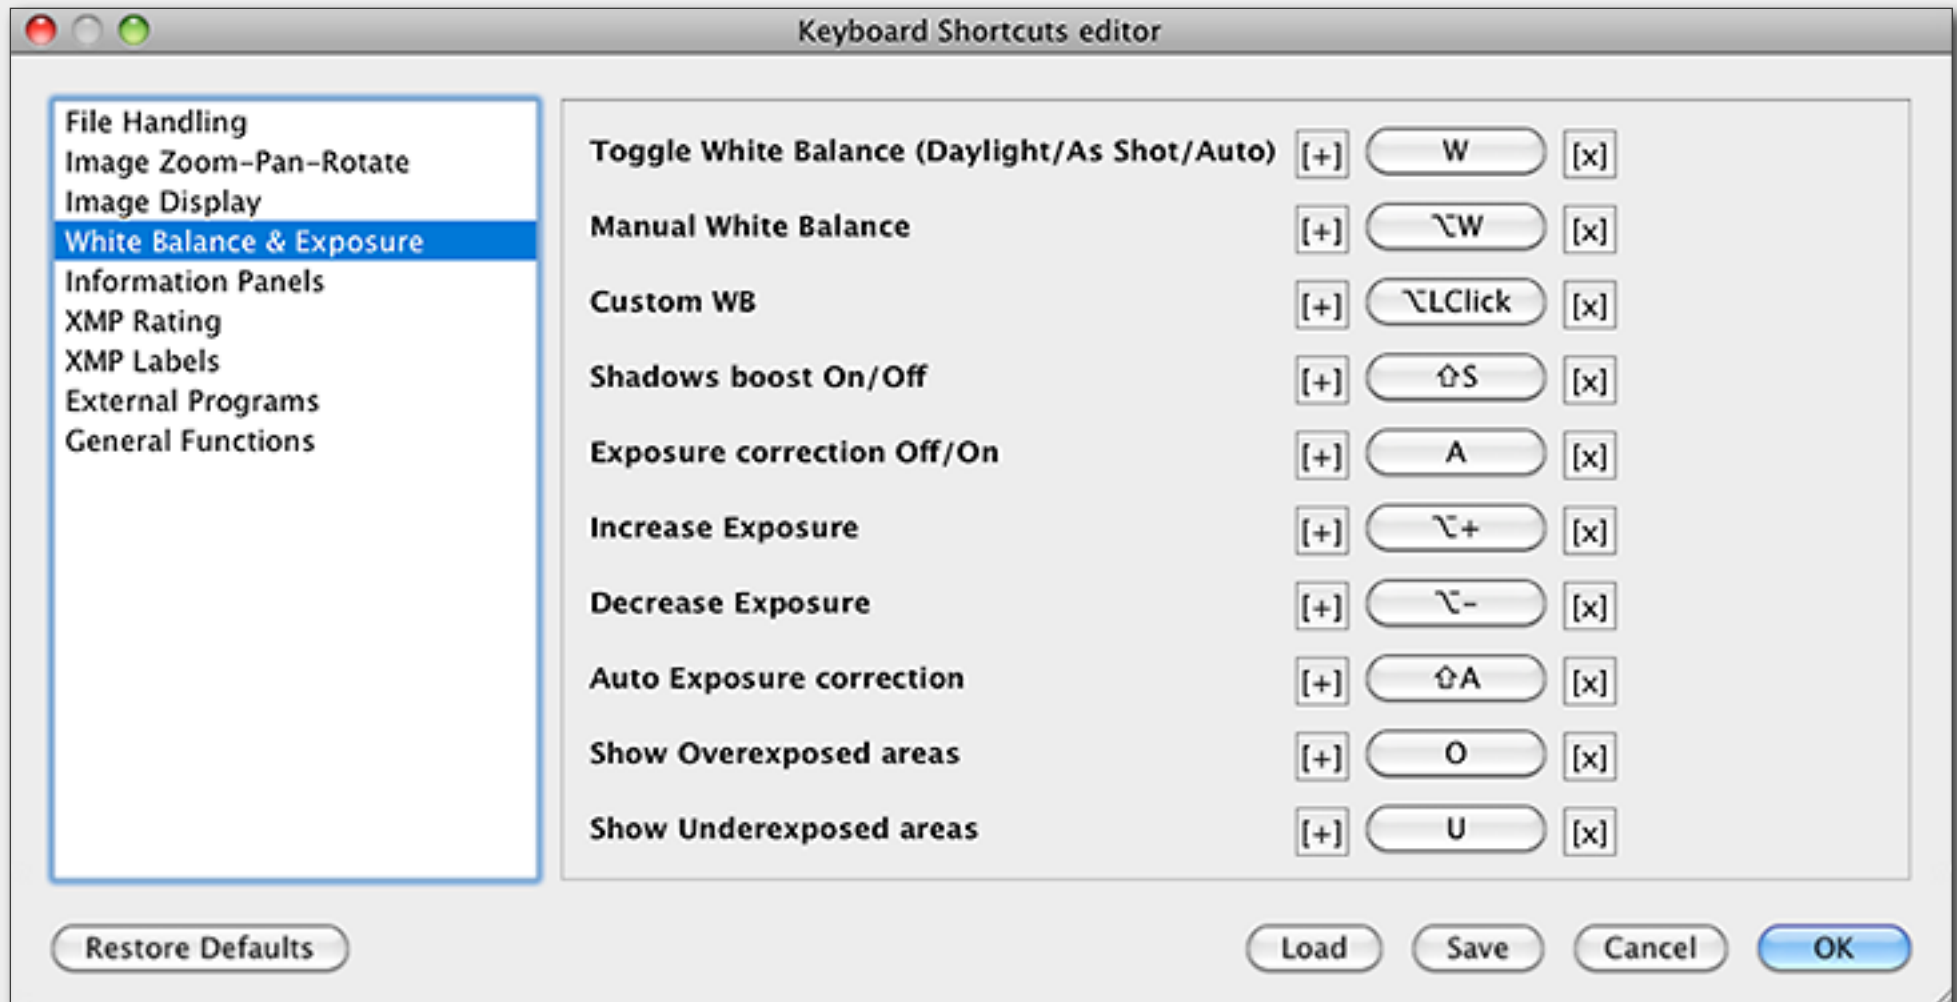 Keyboard Shortcuts editor
File Handling
Image Zoom-Pan-Rotate
Image Display
White Balance & Exposure
Information Panels
XMP Rating
XMP Labels
External Programs
General Functions
Toggle White Balance (Daylight/As Shot/Auto) [+] W [x]
Manual White Balance [+] ⌥W [x]
Custom WB [+] ⌥LClick [x]
Shadows boost On/Off [+] ⇧S [x]
Exposure correction Off/On [+] A [x]
Increase Exposure [+] ⌥+ [x]
Decrease Exposure [+] ⌥- [x]
Auto Exposure correction [+] ⇧A [x]
Show Overexposed areas [+] O [x]
Show Underexposed areas [+] U [x]
Restore Defaults Load Save Cancel OK